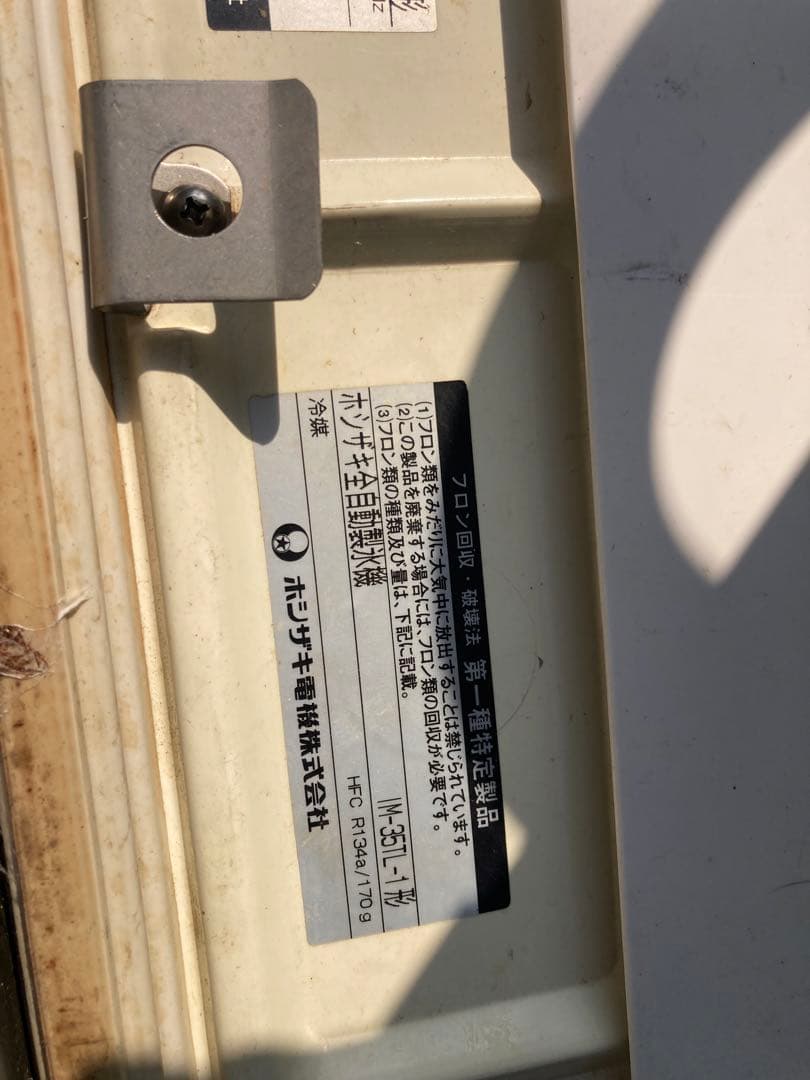 フロン回収・破壊法 第一種特定製品
(1)フロン類をみだりに大気中に放出することは禁じられています。
(2)この製品を廃棄する場合には、フロン類の回収が必要です。
(3)フロン類の種類及び量は、下記に記載。
ホシザキ全自動製氷機 IM-35TL-1形
冷媒 HFC R134a/170g
ホシザキ電機株式会社
形
Hz